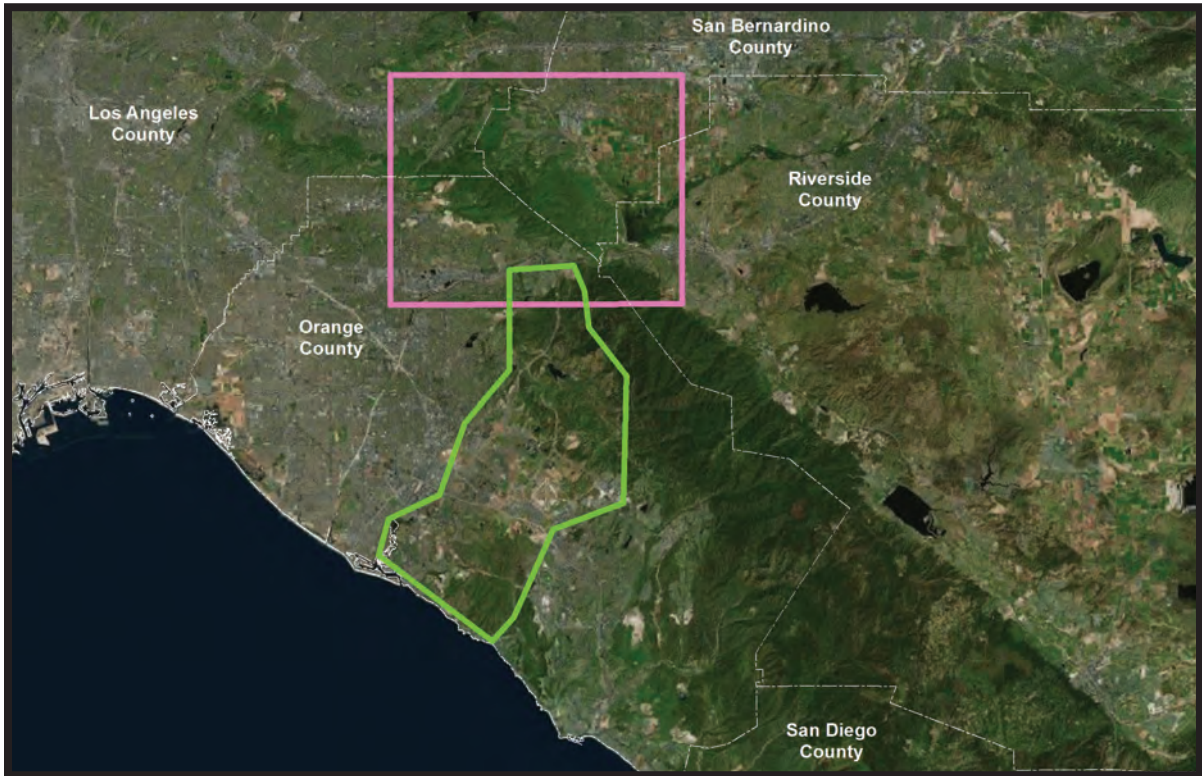 San Bernardino
County
Los Angeles
County
Riverside
County
Orange
County
San Diego
County